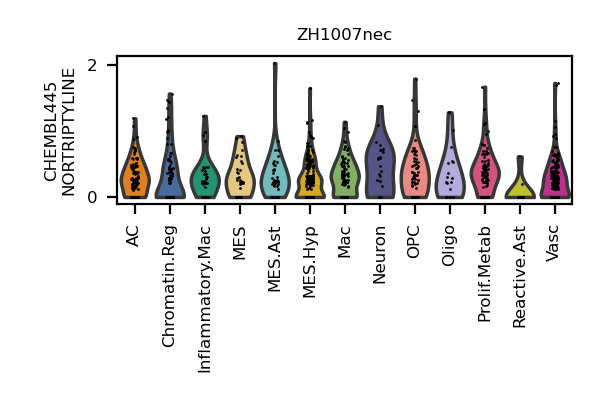 ZH1007nec
CHEMBL445
NORTRIPTYLINE
2
0
AC
Chromatin.Reg
Inflammatory.Mac
MES
MES.Ast
MES.Hyp
Mac
Neuron
OPC
Oligo
Prolif.Metab
Reactive.Ast
Vasc